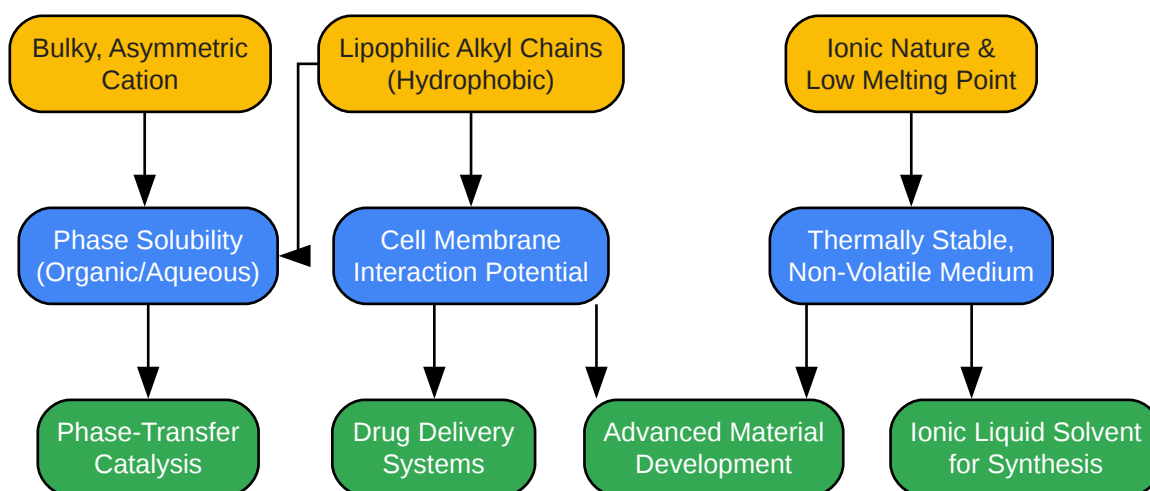 Bulky, Asymmetric
Cation
Lipophilic Alkyl Chains
(Hydrophobic)
Ionic Nature &
Low Melting Point
Phase Solubility
(Organic/Aqueous)
Cell Membrane
Interaction Potential
Thermally Stable,
Non-Volatile Medium
Phase-Transfer
Catalysis
Drug Delivery
Systems
Advanced Material
Development
Ionic Liquid Solvent
for Synthesis